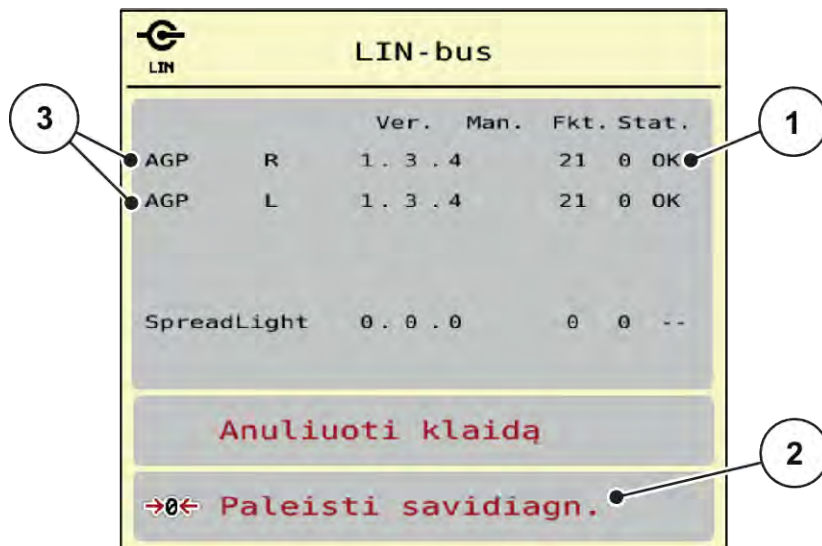 LIN
LIN-bus
3
1
Ver. Man. Fkt. Stat.
AGP R 1.3.4 21 0 OK
AGP L 1.3.4 21 0 OK
SpreadLight 0.0.0 0 0 --
Anuliuoti klaidą
2
→0← Paleisti savidiagn.